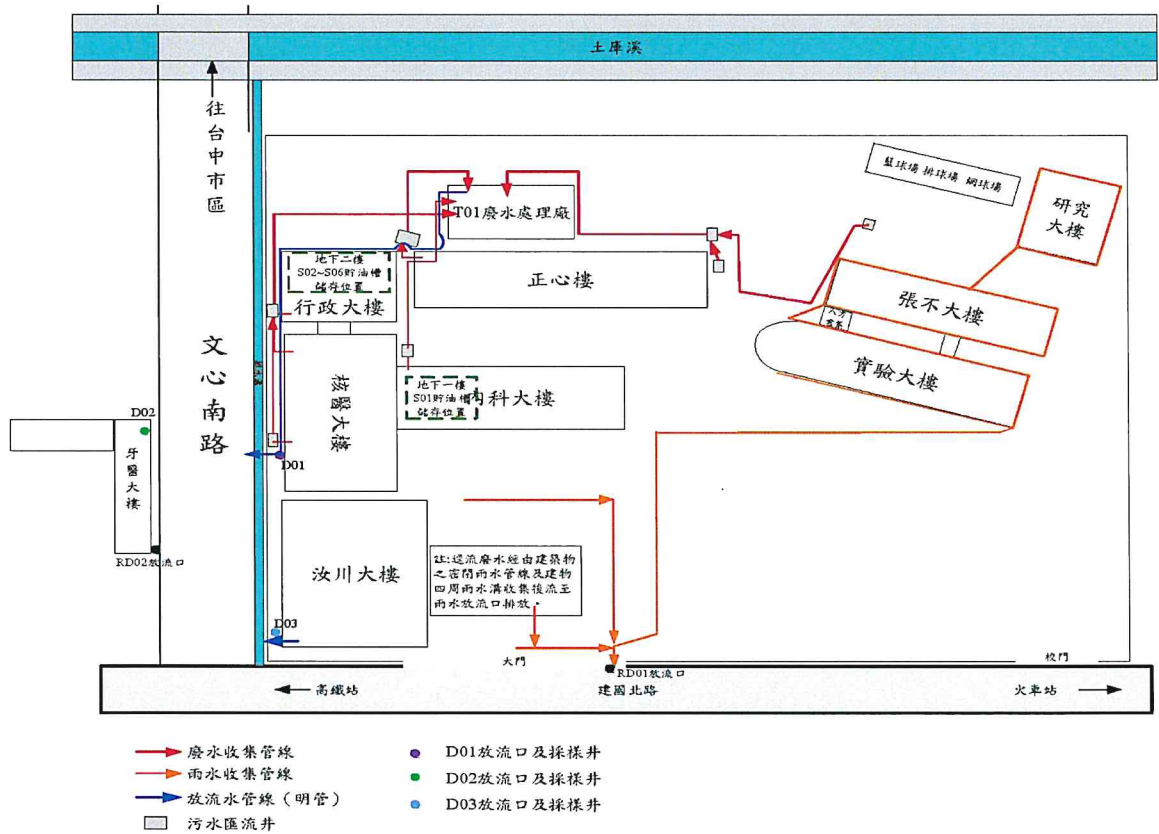 土庫溪
往台中市區
文心南路
籃球場 排球場 網球場
研究
大樓
T01廢水處理廠
地下二樓
S02~S06貯油槽
儲存位置
行政大樓
正心樓
張不大樓
實驗大樓
核醫大樓
地下一樓
S01貯油槽
儲存位置
內科大樓
D02
牙醫大樓
D01
RD02放流口
汝川大樓
註:逕流廢水經由建築物
之密閉雨水管線及建物
四周雨水溝收集後流至
雨水放流口排放。
D03
大門
校門
RD01放流口
高鐵站
建國北路
火車站
廢水收集管線
雨水收集管線
放流水管線（明管）
污水匯流井
D01放流口及採樣井
D02放流口及採樣井
D03放流口及採樣井